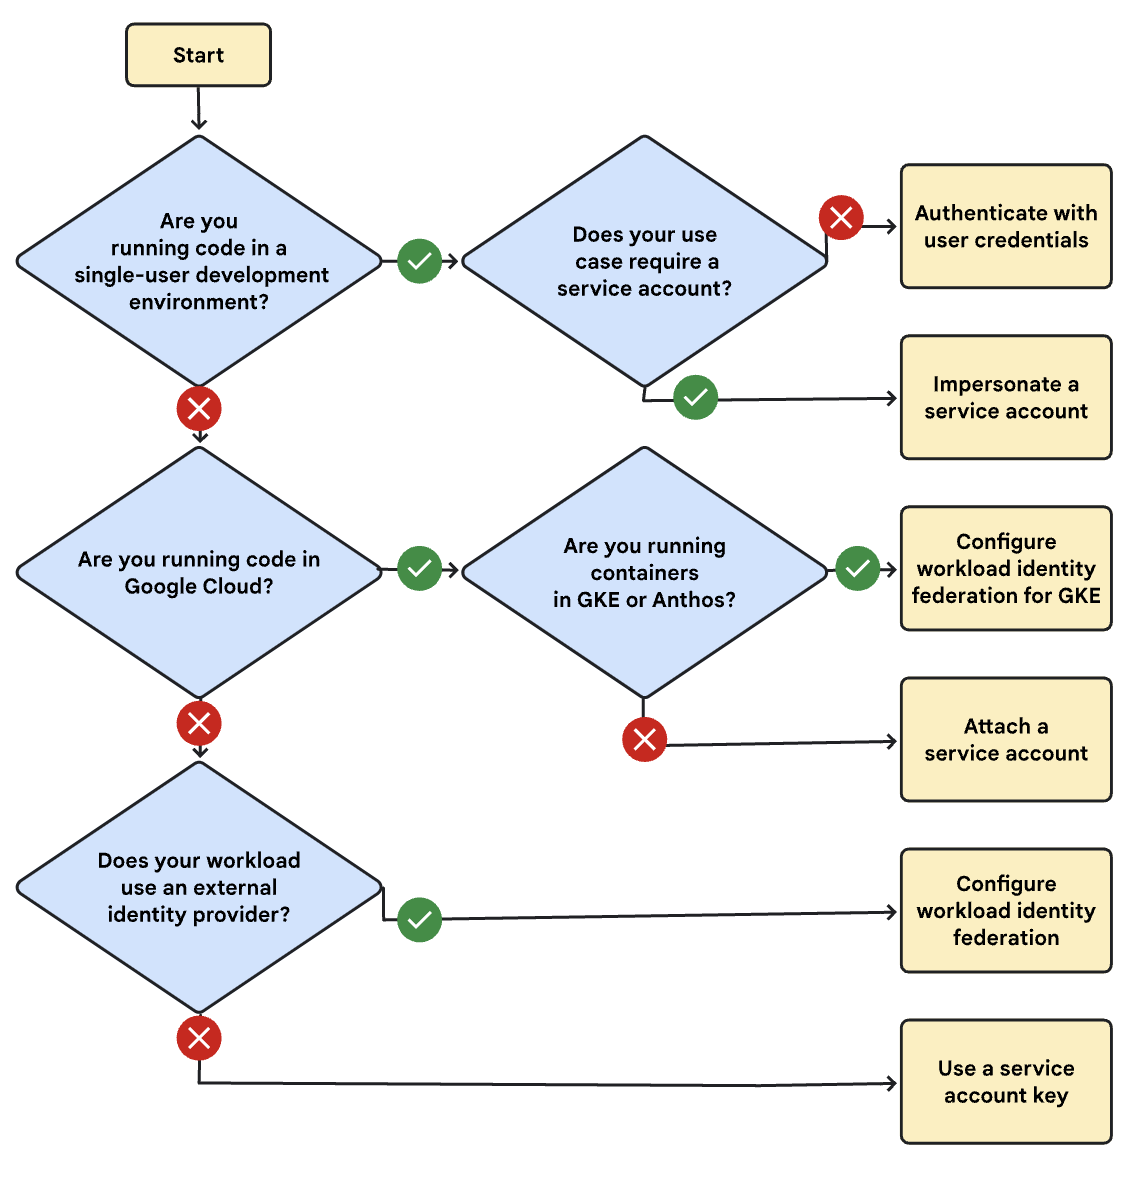 Start
Are you
running code in a
single-user development
environment?
Does your use
case require a
service account?
Authenticate with
user credentials
Impersonate a
service account
Are you running code in
Google Cloud?
Are you running
containers
in GKE or Anthos?
Configure
workload identity
federation for GKE
Attach a
service account
Does your workload
use an external
identity provider?
Configure
workload identity
federation
Use a service
account key